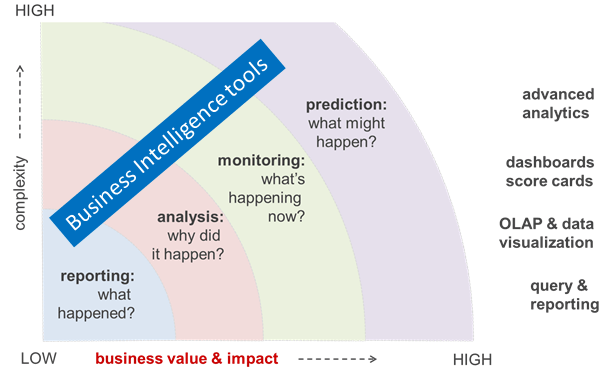 HIGH
Business Intelligence tools
prediction:
what might
happen?
advanced
analytics
monitoring:
what's
happening
now?
dashboards
score cards
analysis:
why did
it happen?
OLAP & data
visualization
reporting:
what
happened?
query &
reporting
complexity
LOW
business value & impact
HIGH